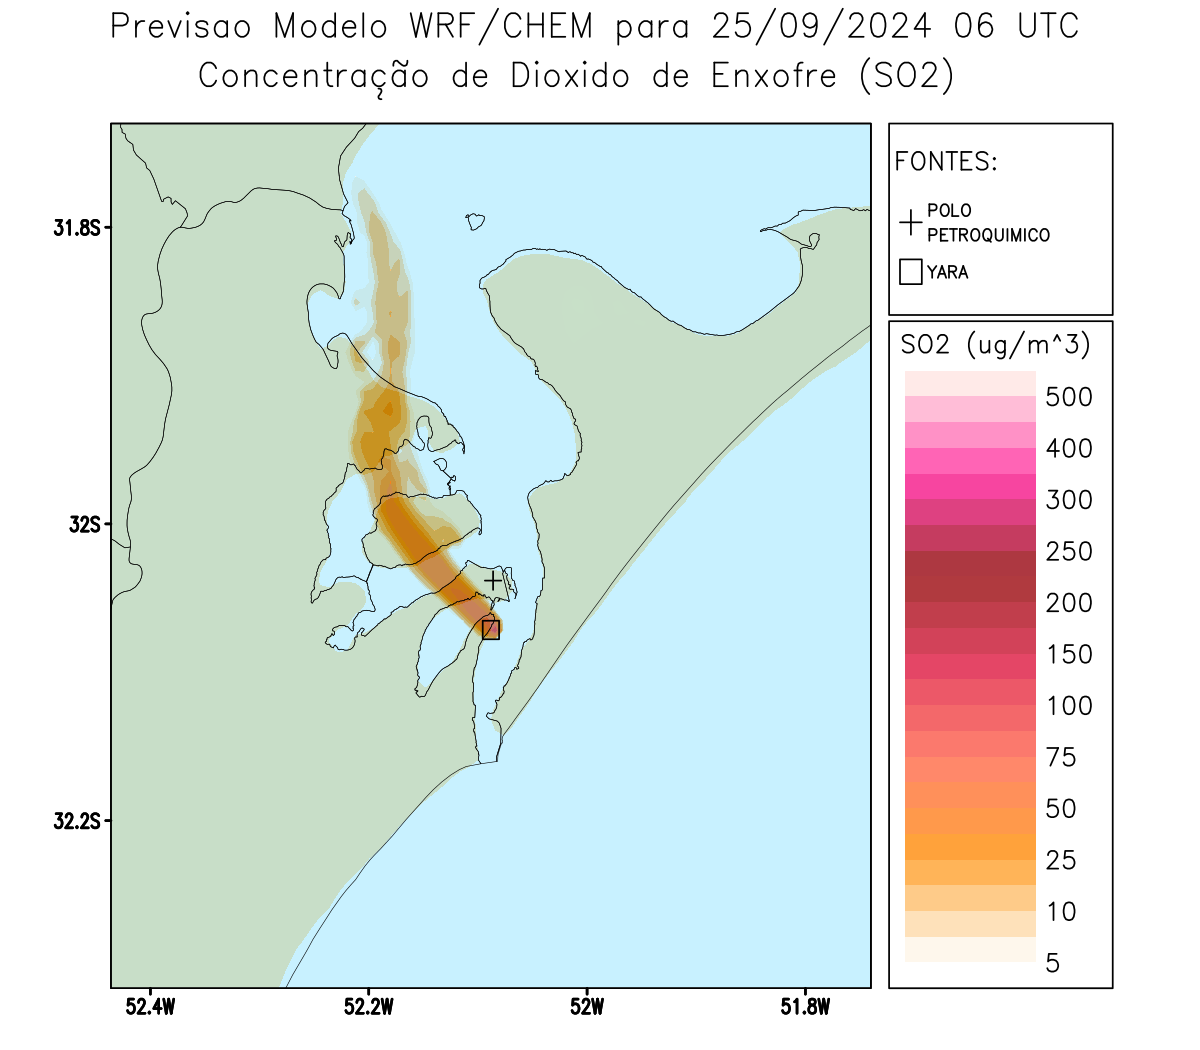 Previsao Modelo WRF/CHEM para 25/09/2024 06 UTC
Concentração de Dioxido de Enxofre (SO2)
FONTES:
POLO
PETROQUIMICO
YARA
SO2 (ug/m^3)
500
400
300
250
200
150
100
75
50
25
10
5
31.8S
32S
32.2S
52.4W
52.2W
52W
51.8W